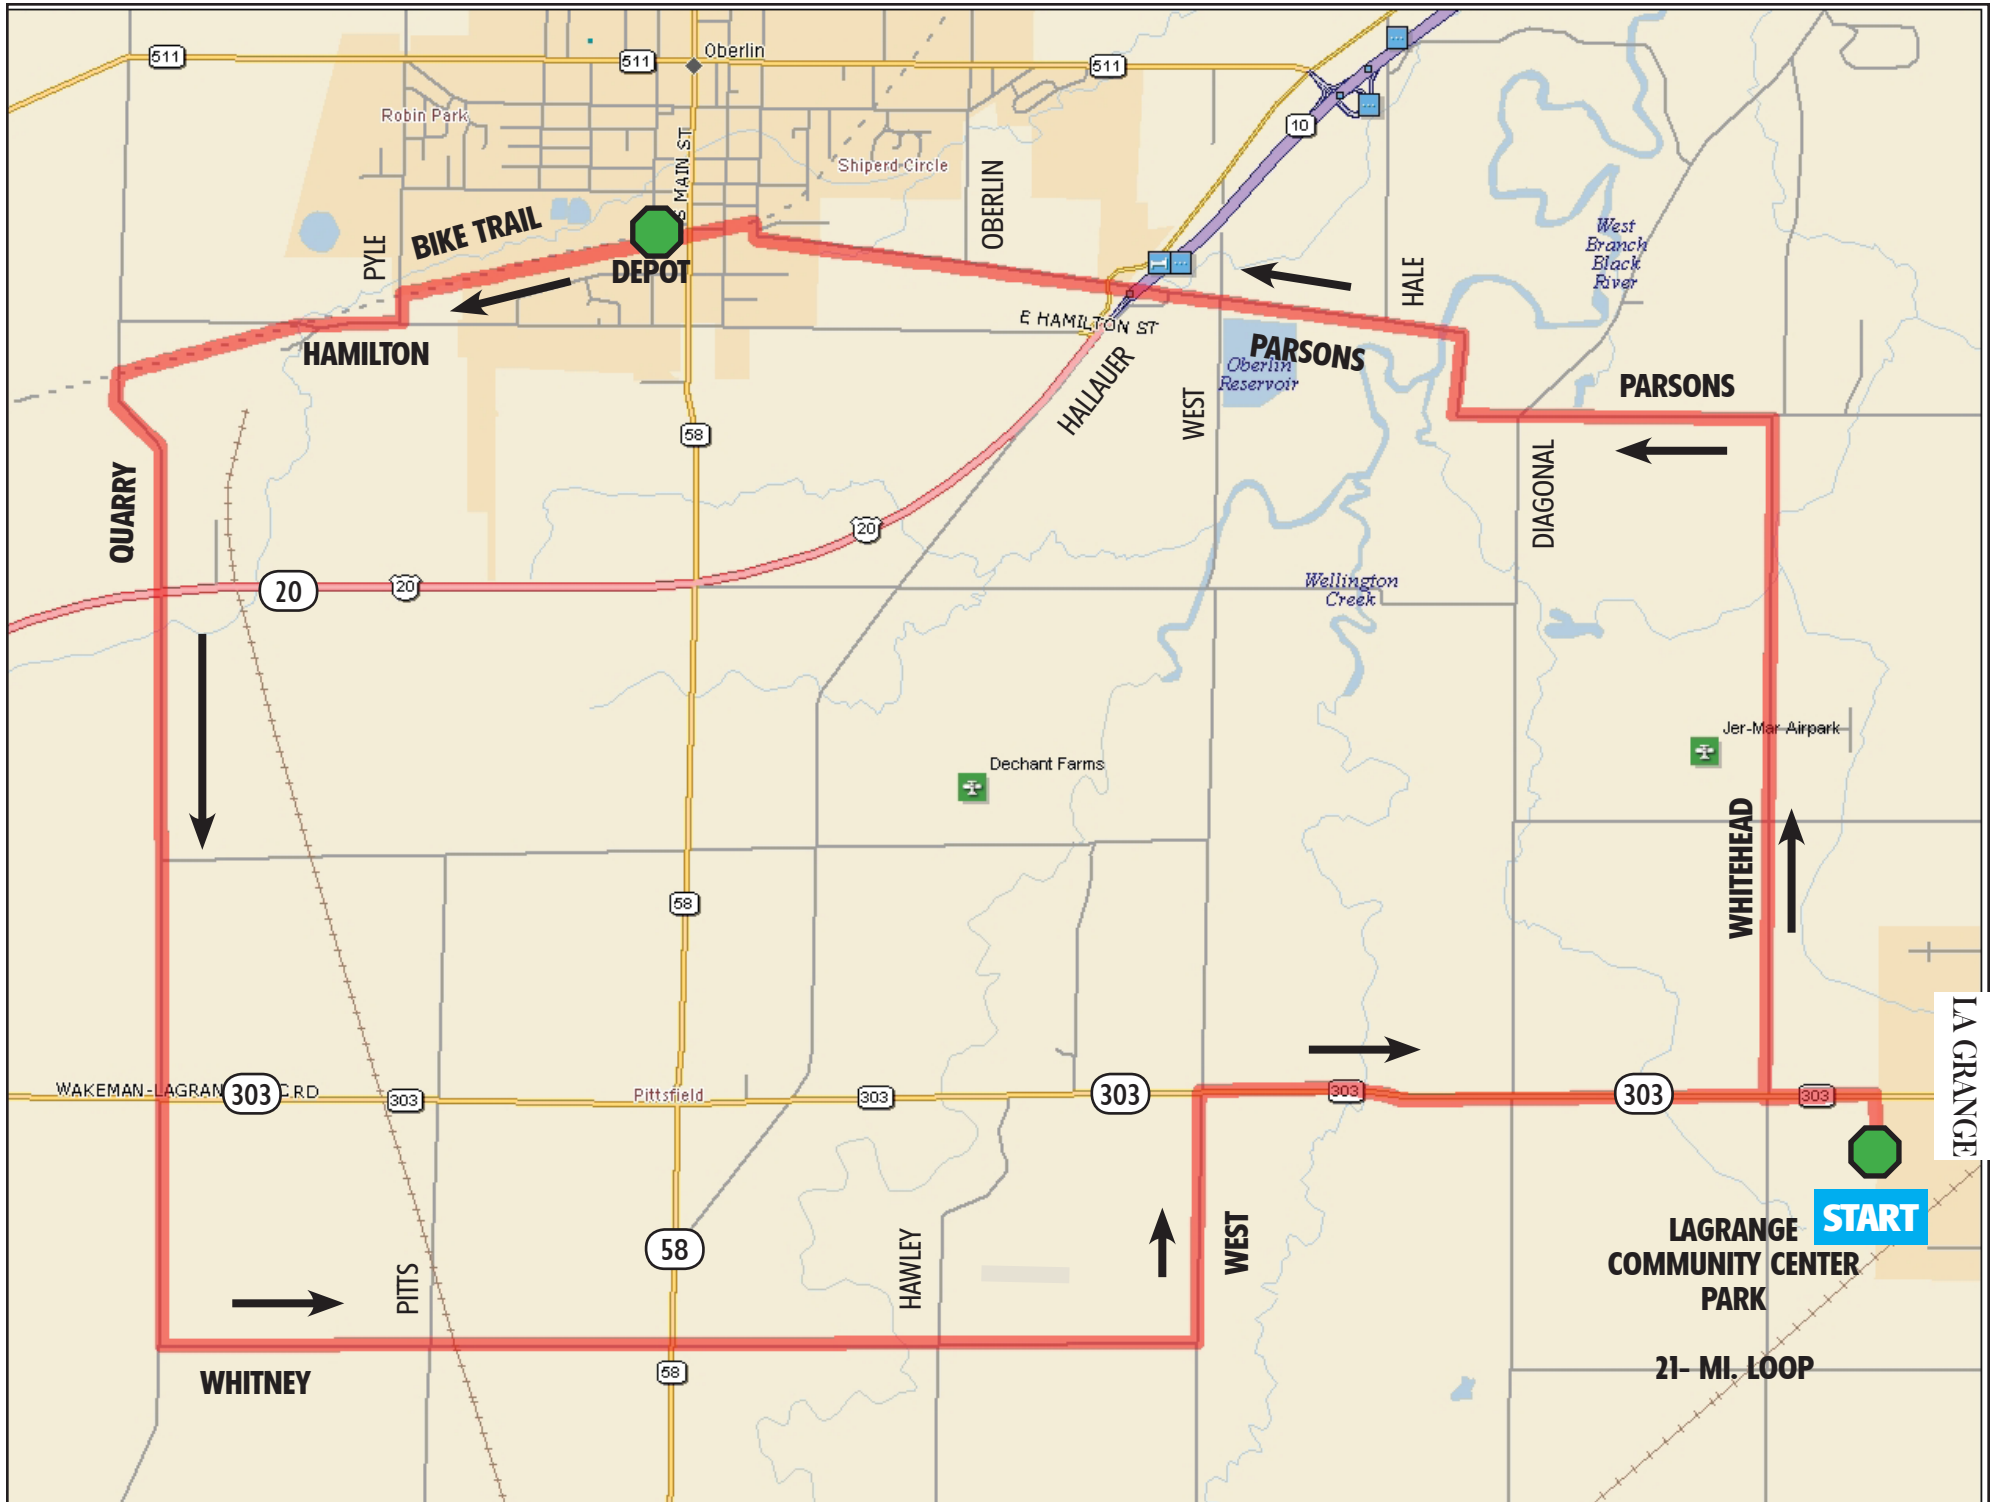 511
511
Oberlin
511
10
Robin Park
S MAIN ST
Shiperd Circle
OBERLIN
PYLE
BIKE TRAIL
DEPOT
HALE
West
Branch
Black
River
E HAMILTON ST
HAMILTON
PARSONS
Oberlin
Reservoir
HALLAUER
WEST
PARSONS
58
QUARRY
DIAGONAL
20
20
20
Wellington
Creek
Jer-Mar Airpark
Dechant Farms
WHITEHEAD
58
LA GRANGE
WAKEMAN-LAGRAN
C RD
303
303
Pittsfield
303
303
303
303
303
START
LAGRANGE
COMMUNITY CENTER
PARK
58
PITTS
HAWLEY
WEST
WHITNEY
58
21- MI. LOOP